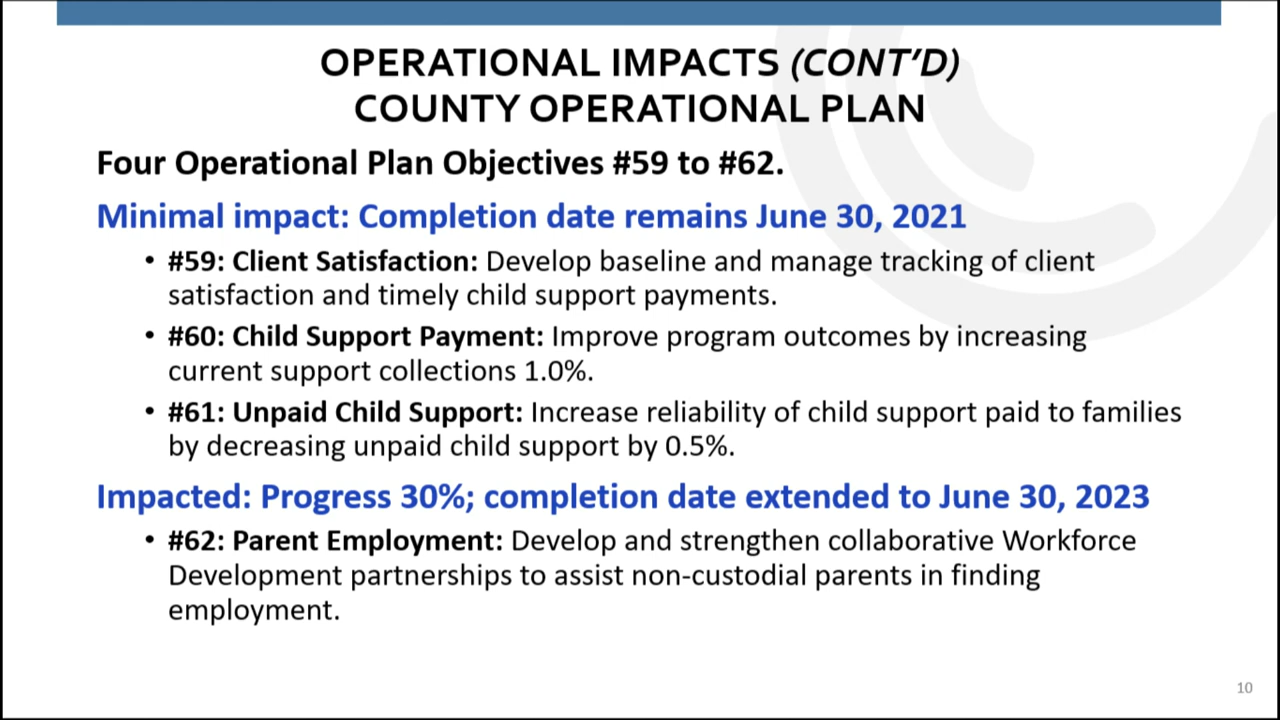 OPERATIONAL IMPACTS (CONT’D)
COUNTY OPERATIONAL PLAN
Four Operational Plan Objectives #59 to #62.
Minimal impact: Completion date remains June 30, 2021
• #59: Client Satisfaction: Develop baseline and manage tracking of client
satisfaction and timely child support payments.
• #60: Child Support Payment: Improve program outcomes by increasing
current support collections 1.0%.
• #61: Unpaid Child Support: Increase reliability of child support paid to families
by decreasing unpaid child support by 0.5%.
Impacted: Progress 30%; completion date extended to June 30, 2023
• #62: Parent Employment: Develop and strengthen collaborative Workforce
Development partnerships to assist non-custodial parents in finding
employment.
10